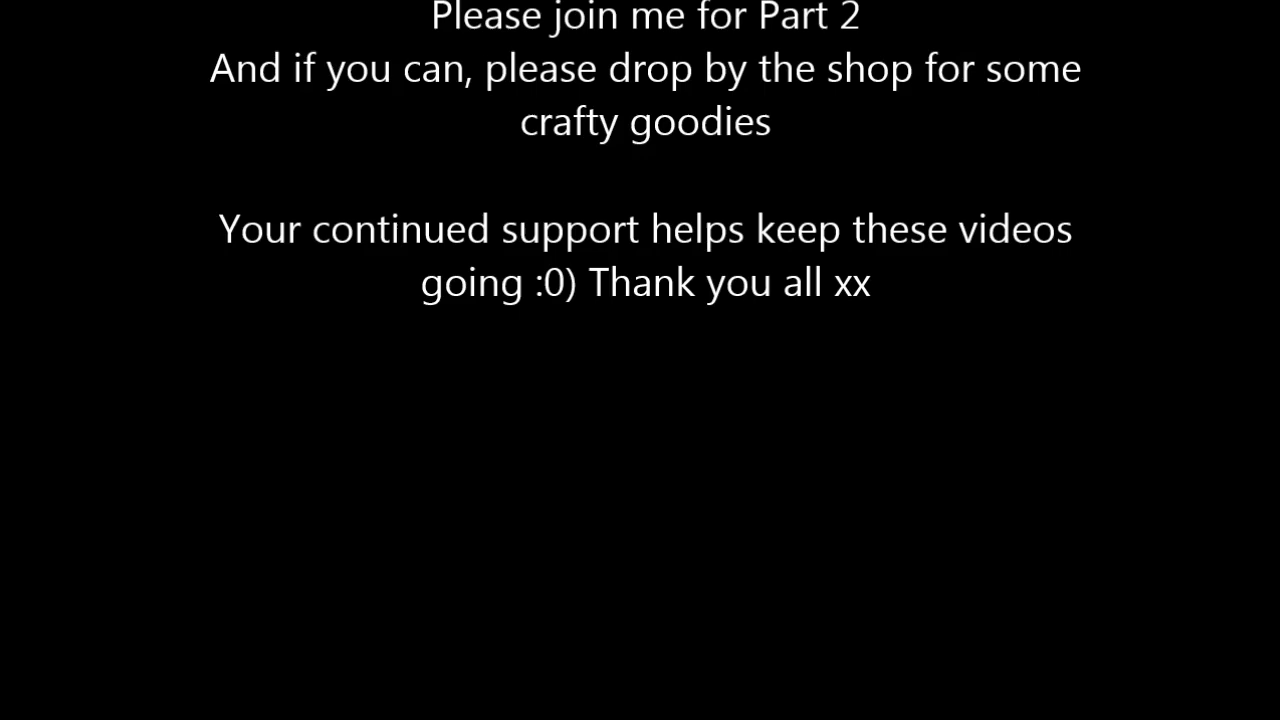 Please join me for Part 2
And if you can, please drop by the shop for some
crafty goodies
Your continued support helps keep these videos
going :0) Thank you all xx